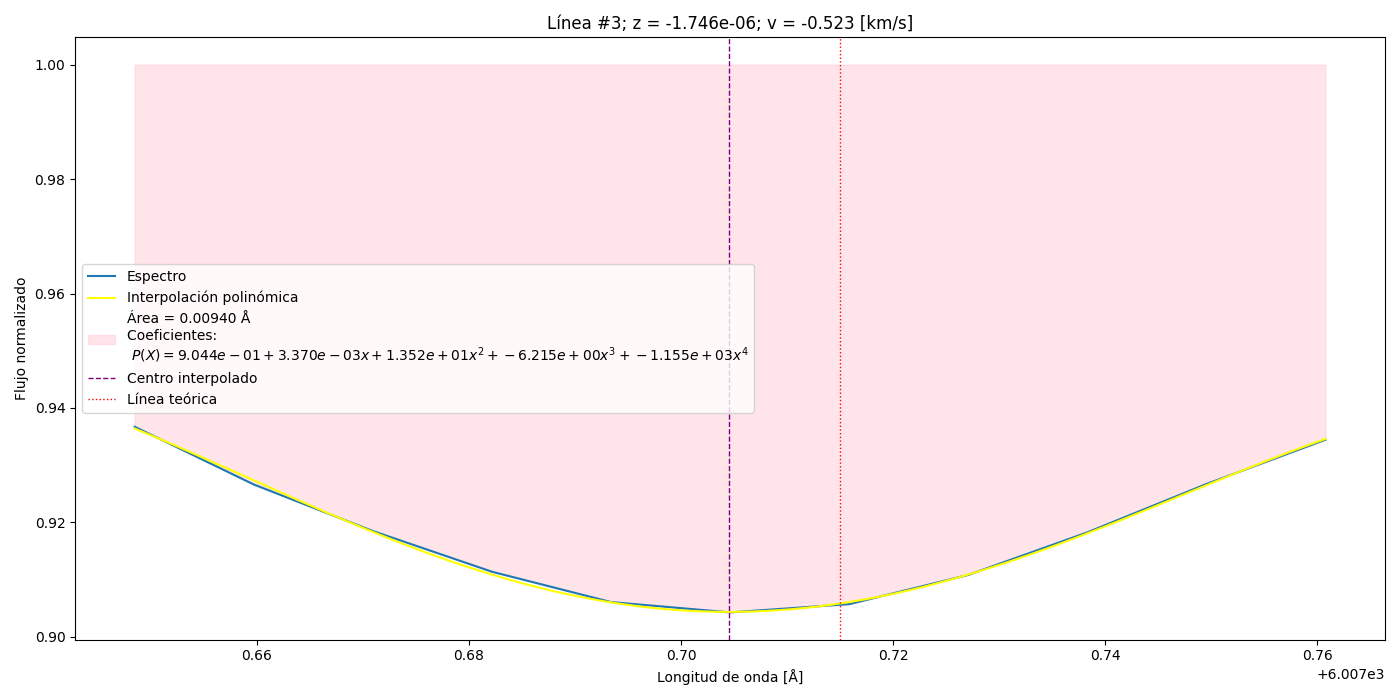 Línea #3; z = -1.746e-06; v = -0.523 [km/s]
Flujo normalizado
1.00
0.98
0.96
0.94
0.92
0.90
Espectro
Interpolación polinómica
Área = 0.00940 Å
Coeficientes:
P(X) = 9.044e − 01 + 3.370e − 03x + 1.352e + 01x² + −6.215e + 00x³ + −1.155e + 03x⁴
Centro interpolado
Línea teórica
0.66 0.68 0.70 0.72 0.74 0.76
+6.007e3
Longitud de onda [Å]